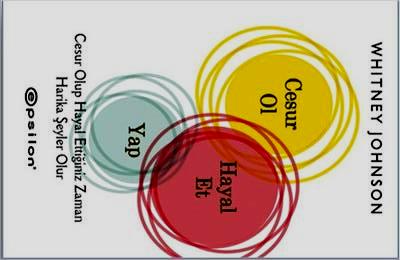 WHITNEY JOHNSON
Cesur
Ol
Hayal
Et
Yap
Cesur Olup Hayal Ettiğiniz Zaman
Harika Şeyler Olur
epsilon®